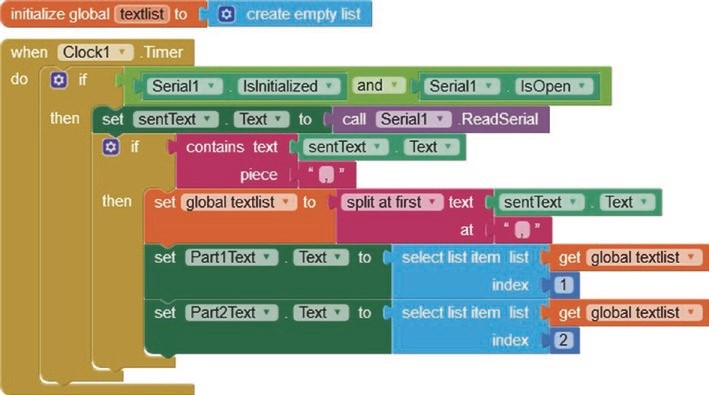 initialize global textlist to create empty list
when Clock1 .Timer
do if Serial1 . IsInitialized and Serial1 . IsOpen
then set sentText . Text to call Serial1 .ReadSerial
if contains text sentText . Text
piece " , "
then set global textlist to split at first text sentText . Text
at " , "
set Part1Text . Text to select list item list get global textlist
index 1
set Part2Text . Text to select list item list get global textlist
index 2